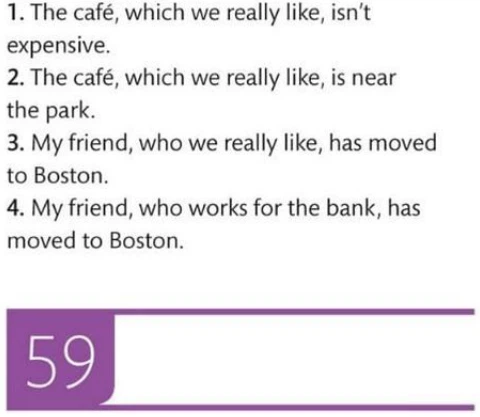 1. The café, which we really like, isn't
expensive.
2. The café, which we really like, is near
the park.
3. My friend, who we really like, has moved
to Boston.
4. My friend, who works for the bank, has
moved to Boston.
59